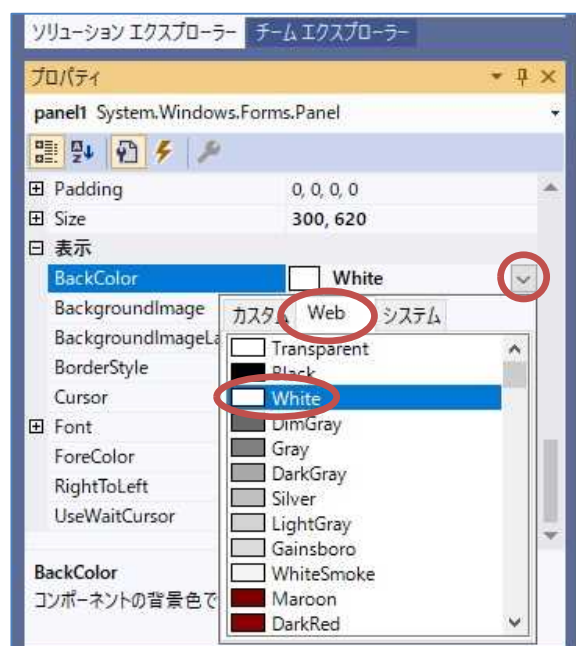 ソリューション エクスプローラー チーム エクスプローラー
プロパティ
panel1 System.Windows.Forms.Panel
Padding 0, 0, 0, 0
Size 300, 620
表示
BackColor White
BackgroundImage
BackgroundImageLa
BorderStyle
Cursor
Font
ForeColor
RightToLeft
UseWaitCursor
カスタム Web システム
Transparent
Black
White
DimGray
Gray
DarkGray
Silver
LightGray
Gainsboro
WhiteSmoke
Maroon
DarkRed
BackColor
コンポーネントの背景色で